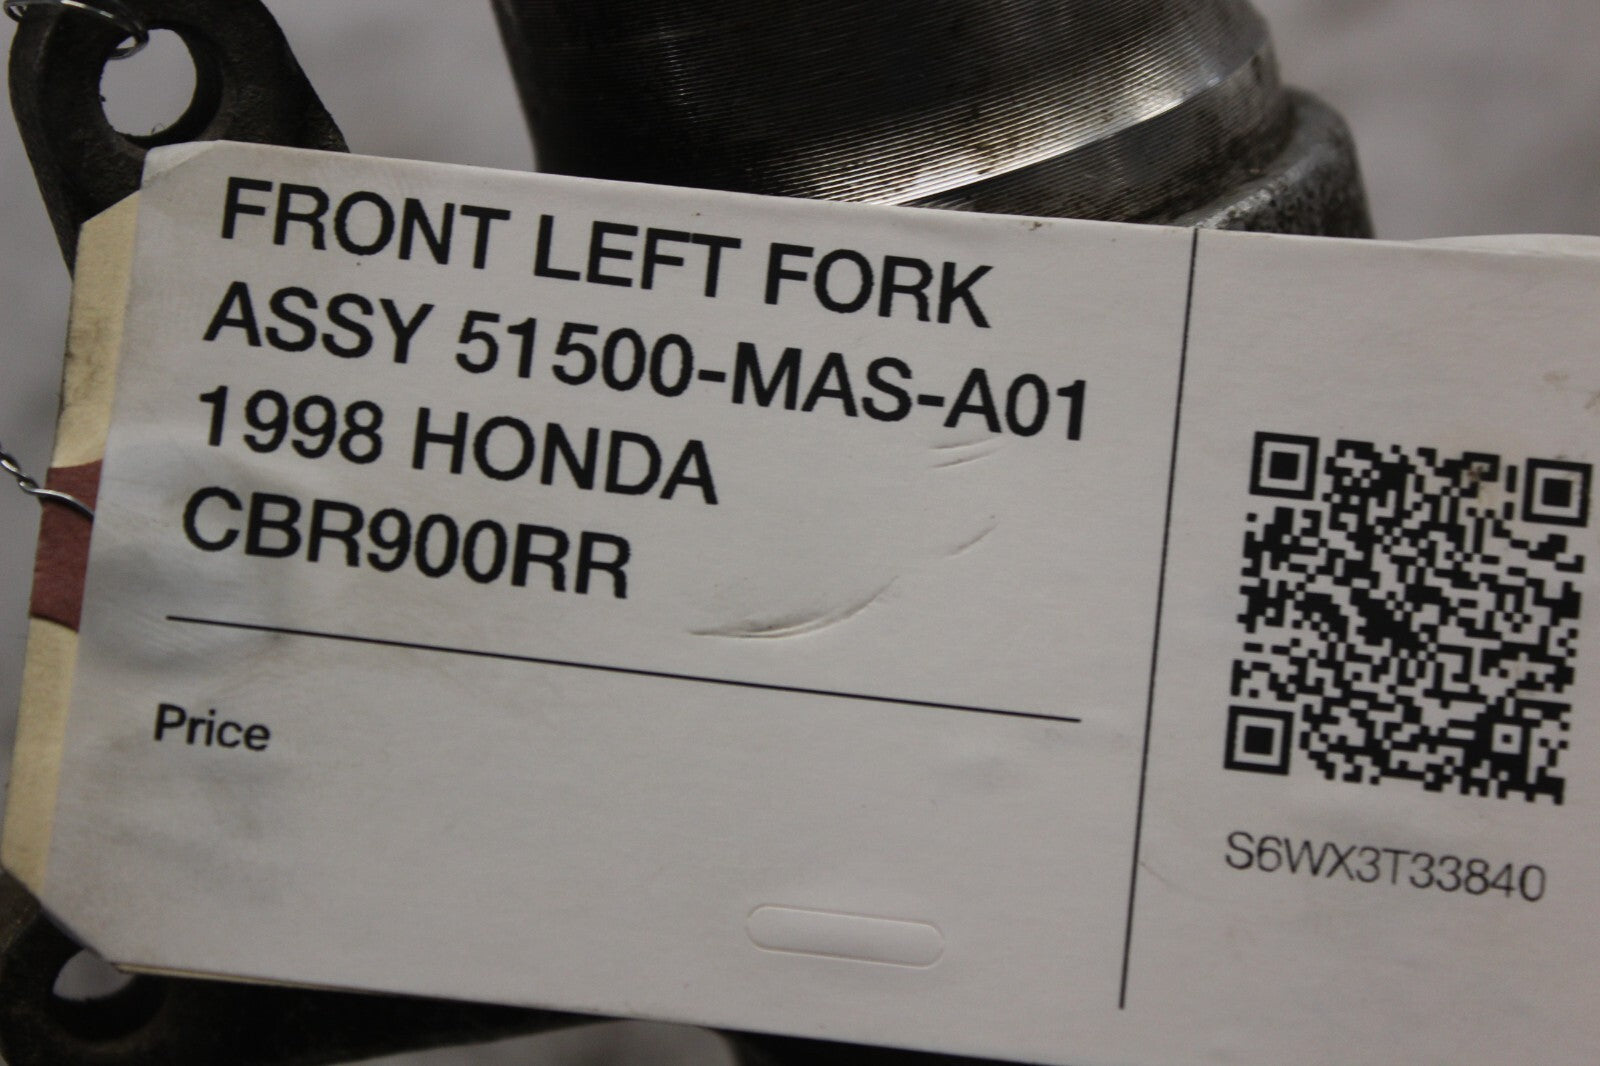 FRONT LEFT FORK
ASSY 51500-MAS-A01
1998 HONDA
CBR900RR
Price
S6WX3T33840